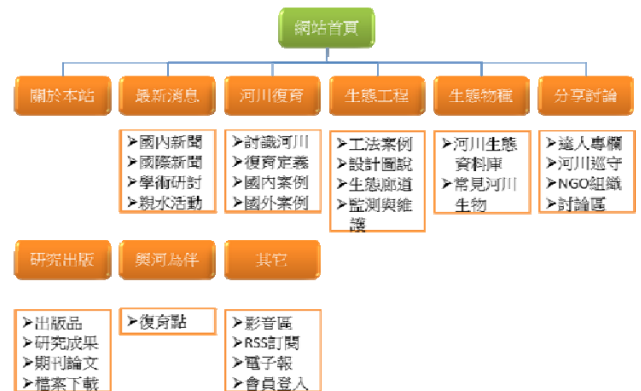 網站首頁
關於本站
最新消息
河川復育
生態工程
生態物種
分享討論
➢國內新聞
➢國際新聞
➢學術研討
➢親水活動
➢討識河川
➢復育定義
➢國內案例
➢國外案例
➢工法案例
➢設計圖說
➢生態廊道
➢監測與維
護
➢河川生態
資料庫
➢常見河川
生物
➢達人專欄
➢河川巡守
➢NGO組織
➢討論區
研究出版
與河為伴
其它
➢出版品
➢研究成果
➢期刊論文
➢檔案下載
➢復育點
➢影音區
➢RSS訂閱
➢電子報
➢會員登入